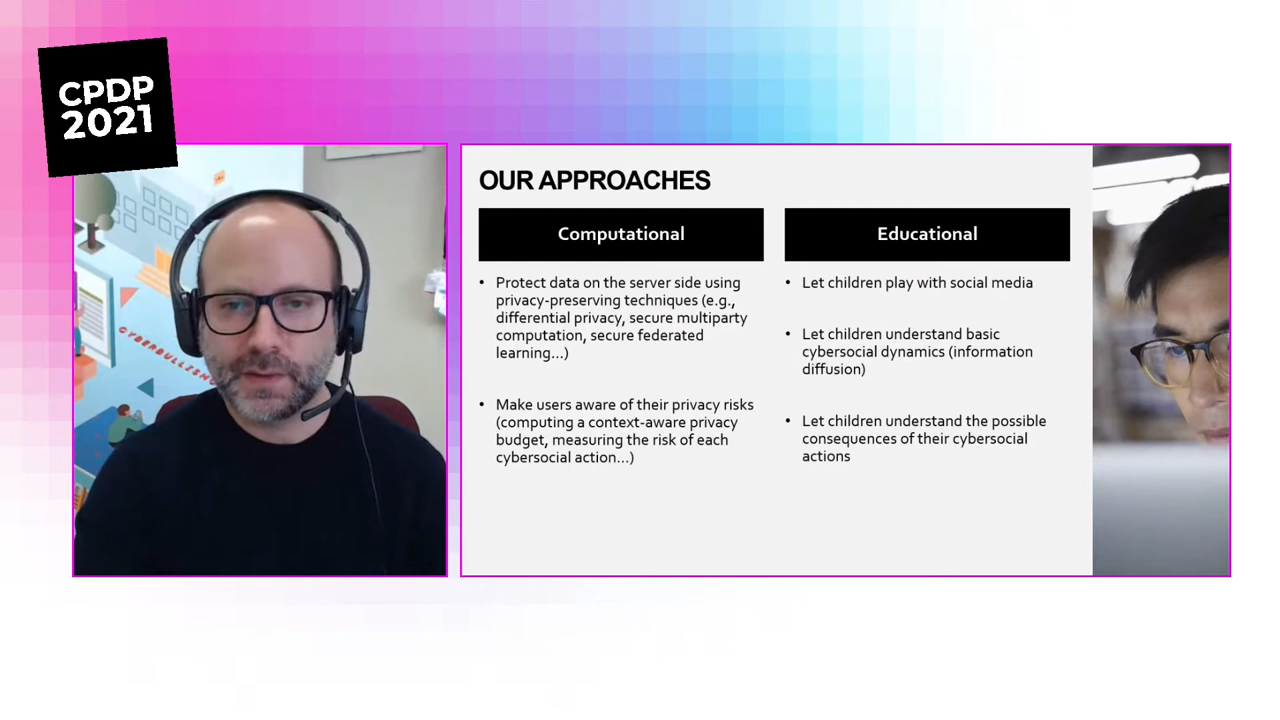 CPDP
2021
CYBERBULLISMO
OUR APPROACHES
Computational
• Protect data on the server side using
privacy-preserving techniques (e.g.,
differential privacy, secure multiparty
computation, secure federated
learning...)
• Make users aware of their privacy risks
(computing a context-aware privacy
budget, measuring the risk of each
cybersocial action...)
Educational
• Let children play with social media
• Let children understand basic
cybersocial dynamics (information
diffusion)
• Let children understand the possible
consequences of their cybersocial
actions